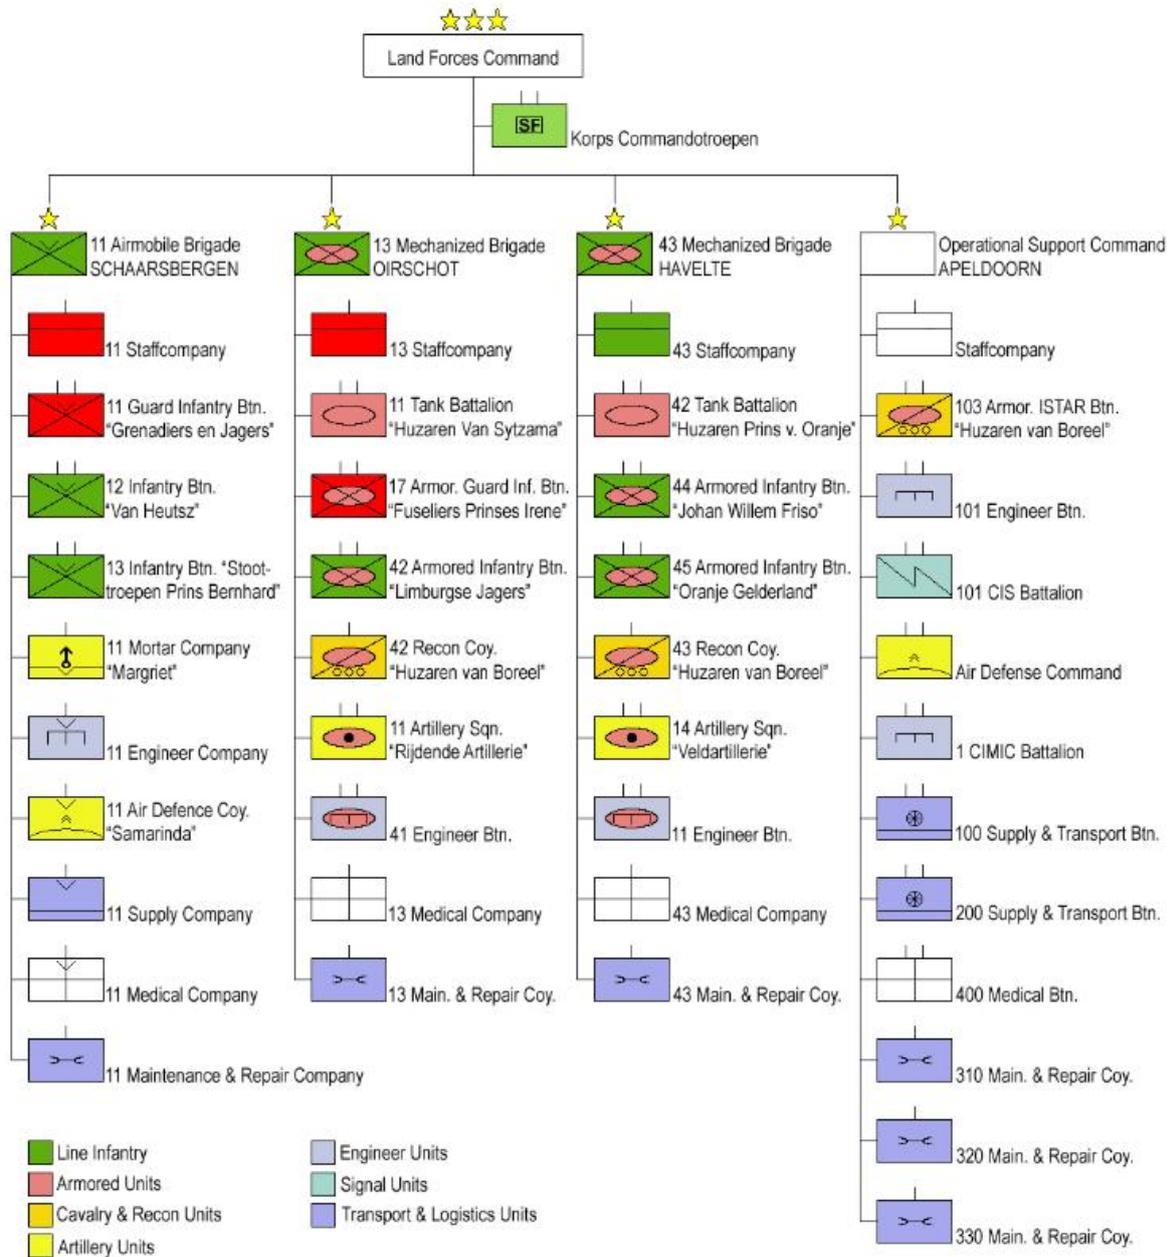 Land Forces Command
SF
Korps Commandotroepen
11 Airmobile Brigade
SCHAARSBERGEN
11 Staffcompany
11 Guard Infantry Btn.
"Grenadiers en Jagers"
12 Infantry Btn.
"Van Heutsz"
13 Infantry Btn. "Stoot-
troepen Prins Bernhard"
11 Mortar Company
"Margriet"
11 Engineer Company
11 Air Defence Coy.
"Samarinda"
11 Supply Company
11 Medical Company
11 Maintenance & Repair Company
13 Mechanized Brigade
OIRSCHOT
13 Staffcompany
11 Tank Battalion
"Huzaren Van Sytzama"
17 Armor. Guard Inf. Btn.
"Fuseliers Prinses Irene"
42 Armored Infantry Btn.
"Limburgse Jagers"
42 Recon Coy.
"Huzaren van Boreel"
11 Artillery Sqn.
"Rijdende Artillerie"
41 Engineer Btn.
13 Medical Company
13 Main. & Repair Coy.
43 Mechanized Brigade
HAVELTE
43 Staffcompany
42 Tank Battalion
"Huzaren Prins v. Oranje"
44 Armored Infantry Btn.
"Johan Willem Friso"
45 Armored Infantry Btn.
"Oranje Gelderland"
43 Recon Coy.
"Huzaren van Boreel"
14 Artillery Sqn.
"Veldartillerie"
11 Engineer Btn.
43 Medical Company
43 Main. & Repair Coy.
Operational Support Command
APELDOORN
Staffcompany
103 Armor. ISTAR Btn.
"Huzaren van Boreel"
101 Engineer Btn.
101 CIS Battalion
Air Defense Command
1 CIMIC Battalion
100 Supply & Transport Btn.
200 Supply & Transport Btn.
400 Medical Btn.
310 Main. & Repair Coy.
320 Main. & Repair Coy.
330 Main. & Repair Coy.
Line Infantry
Armored Units
Cavalry & Recon Units
Artillery Units
Engineer Units
Signal Units
Transport & Logistics Units